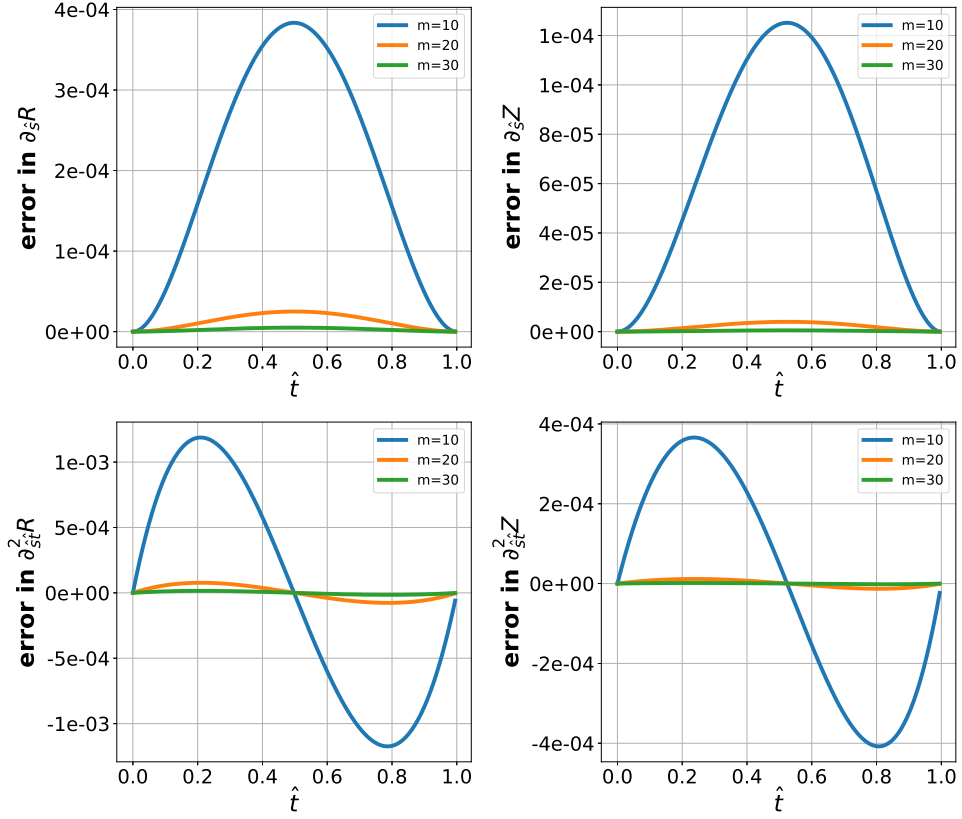 4e-04
3e-04
2e-04
1e-04
0e+00
error in ∂ŝR
m=10
m=20
m=30
0.0 0.2 0.4 0.6 0.8 1.0
t̂
1e-04
1e-04
8e-05
6e-05
4e-05
2e-05
0e+00
error in ∂ŝZ
m=10
m=20
m=30
0.0 0.2 0.4 0.6 0.8 1.0
t̂
1e-03
5e-04
0e+00
-5e-04
-1e-03
error in ∂²ŝt̂R
m=10
m=20
m=30
0.0 0.2 0.4 0.6 0.8 1.0
t̂
4e-04
2e-04
0e+00
-2e-04
-4e-04
error in ∂²ŝt̂Z
m=10
m=20
m=30
0.0 0.2 0.4 0.6 0.8 1.0
t̂